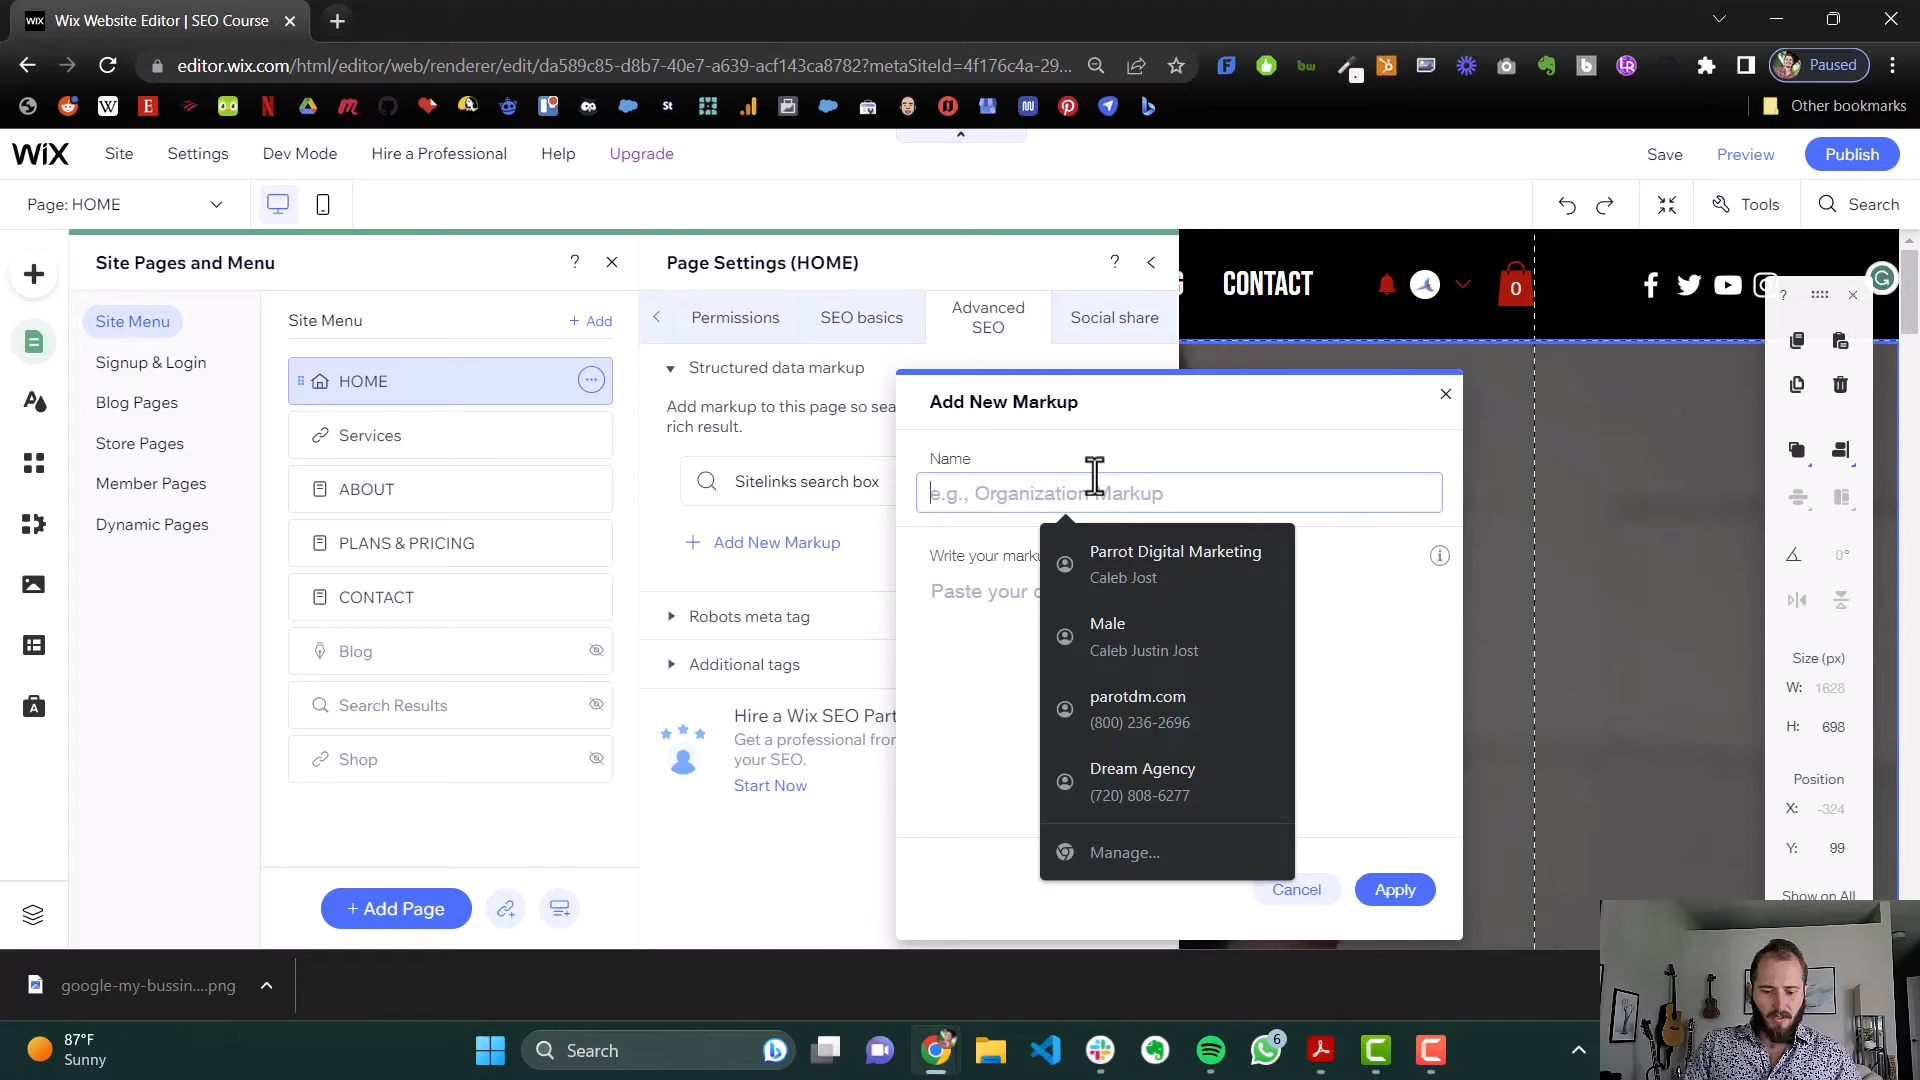 Wix Website Editor | SEO Course
editor.wix.com/html/editor/web/renderer/edit/da589c85-d8b7-40e7-a639-acf143ca8782?metaSiteId=4f176c4a-29...
Paused
Other bookmarks
WiX
Site
Settings
Dev Mode
Hire a Professional
Help
Upgrade
Save
Preview
Publish
Page: HOME
Tools
Search
Site Pages and Menu
?
Page Settings (HOME)
?
CONTACT
0
Site Menu
Signup & Login
Blog Pages
Store Pages
Member Pages
Dynamic Pages
Site Menu
+ Add
HOME
Services
ABOUT
PLANS & PRICING
CONTACT
Blog
Search Results
Shop
+ Add Page
Permissions
SEO basics
Advanced
SEO
Social share
Structured data markup
Add markup to this page so sea
rich result.
Sitelinks search box
+ Add New Markup
Robots meta tag
Additional tags
Hire a Wix SEO Part
Get a professional fror
your SEO.
Start Now
Add New Markup
Name
e.g., Organization Markup
Write your marku
Paste your c
Parrot Digital Marketing
Caleb Jost
Male
Caleb Justin Jost
parotdm.com
(800) 236-2696
Dream Agency
(720) 808-6277
Manage...
Cancel
Apply
?
0°
Size (px)
W: 1628
H: 698
Position
X: -324
Y: 99
Show on All
google-my-bussin....png
87°F
Sunny
Search
6